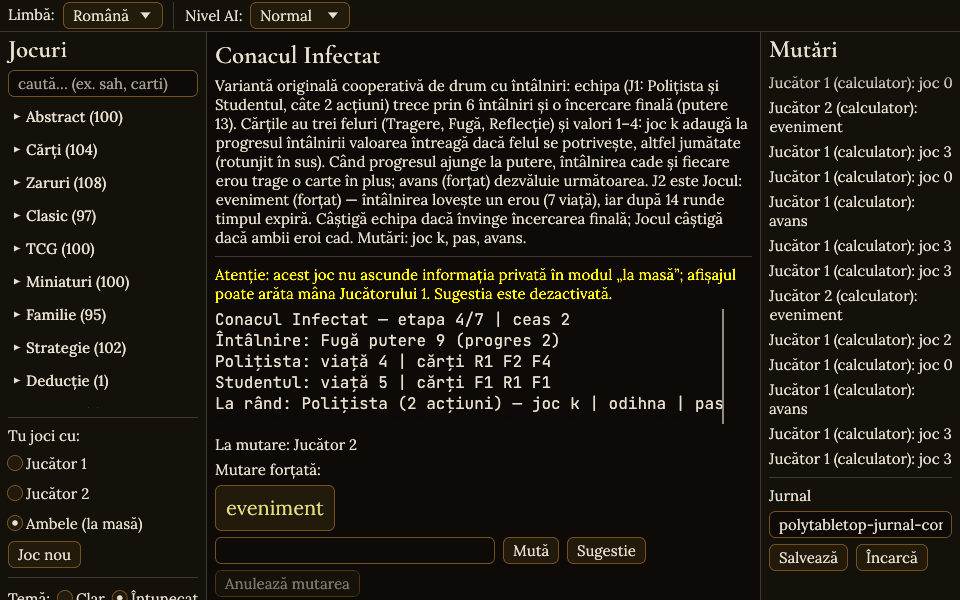 Limbă: Română ▼ Nivel AI: Normal ▼
Jocuri
caută... (ex. sah, carti)
▸ Abstract (100)
▸ Cărți (104)
▸ Zaruri (108)
▸ Clasic (97)
▸ TCG (100)
▸ Miniaturi (100)
▸ Familie (95)
▸ Strategie (102)
▸ Deducție (1)
Tu joci cu:
Jucător 1
Jucător 2
Ambele (la masă)
Joc nou
Temă: Clar Întunecat
Conacul Infectat
Variantă originală cooperativă de drum cu întâlniri: echipa (J1: Polițista și
Studentul, câte 2 acțiuni) trece prin 6 întâlniri și o încercare finală (putere
13). Cărțile au trei feluri (Tragere, Fugă, Reflecție) și valori 1–4: joc k adaugă la
progresul întâlnirii valoarea întreagă dacă felul se potrivește, altfel jumătate
(rotunjit în sus). Când progresul ajunge la putere, întâlnirea cade și fiecare
erou trage o carte în plus; avans (forțat) dezvăluie următoarea. J2 este Jocul:
eveniment (forțat) — întâlnirea lovește un erou (7 viață), iar după 14 runde
timpul expiră. Câștigă echipa dacă învinge încercarea finală; Jocul câștigă
dacă ambii eroi cad. Mutări: joc k, pas, avans.
Atenție: acest joc nu ascunde informația privată în modul „la masă”; afișajul
poate arăta mâna Jucătorului 1. Sugestia este dezactivată.
Conacul Infectat — etapa 4/7 | ceas 2
Întâlnire: Fugă putere 9 (progres 2)
Polițista: viață 4 | cărți R1 F2 F4
Studentul: viață 5 | cărți F1 R1 F1
La rând: Polițista (2 acțiuni) — joc k | odihna | pas
La mutare: Jucător 2
Mutare forțată:
eveniment
Mută Sugestie
Anulează mutarea
Mutări
Jucător 1 (calculator): joc 0
Jucător 2 (calculator):
eveniment
Jucător 1 (calculator): joc 3
Jucător 1 (calculator): joc 0
Jucător 1 (calculator):
avans
Jucător 1 (calculator): joc 3
Jucător 1 (calculator): joc 3
Jucător 2 (calculator):
eveniment
Jucător 1 (calculator): joc 2
Jucător 1 (calculator): joc 0
Jucător 1 (calculator):
avans
Jucător 1 (calculator): joc 3
Jucător 1 (calculator): joc 3
Jurnal
polytabletop-jurnal-cor
Salvează Încarcă